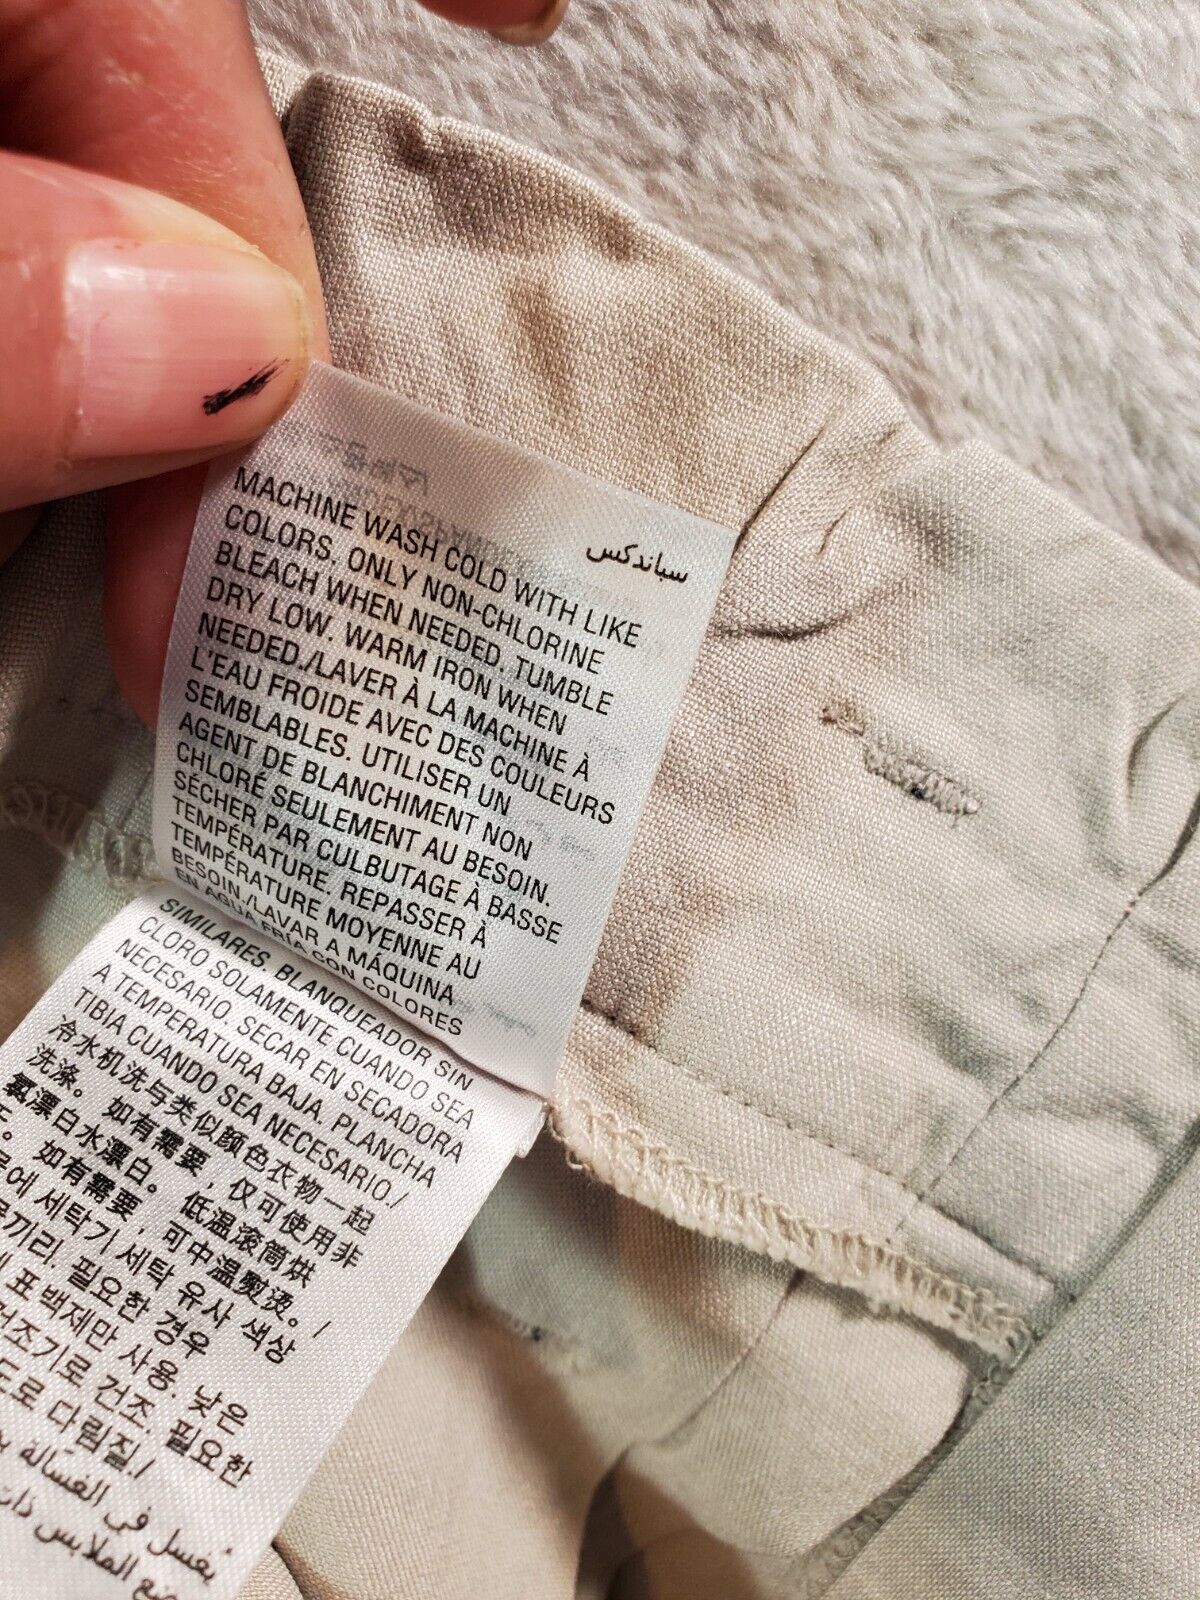 سباندكس
MACHINE WASH COLD WITH LIKE
COLORS. ONLY NON-CHLORINE
BLEACH WHEN NEEDED. TUMBLE
DRY LOW. WARM IRON WHEN
NEEDED./LAVER À LA MACHINE À
L'EAU FROIDE AVEC DES COULEURS
SEMBLABLES. UTILISER UN
AGENT DE BLANCHIMENT NON
CHLORÉ SEULEMENT AU BESOIN.
SÉCHER PAR CULBUTAGE À BASSE
TEMPÉRATURE. REPASSER À
TEMPÉRATURE MOYENNE AU
BESOIN./LAVAR A MÁQUINA
EN AGUA FRÍA CON COLORES
SIMILARES. BLANQUEADOR SIN
CLORO SOLAMENTE CUANDO SEA
NECESARIO. SECAR EN SECADORA
A TEMPERATURA BAJA. PLANCHA
TIBIA CUANDO SEA NECESARIO./
冷水机洗与类似颜色衣物一起
洗涤。如有需要，仅可使用非
氯漂白水漂白。低温滚筒烘
。如有需要，可中温熨烫。/
에 세탁기 세탁 유사 색상
끼리. 필요한 경우
표백제만 사용. 낮은
건조기로 건조. 필요한
도로 다림질./
يُغسل في الغسالة
الملابس ذات